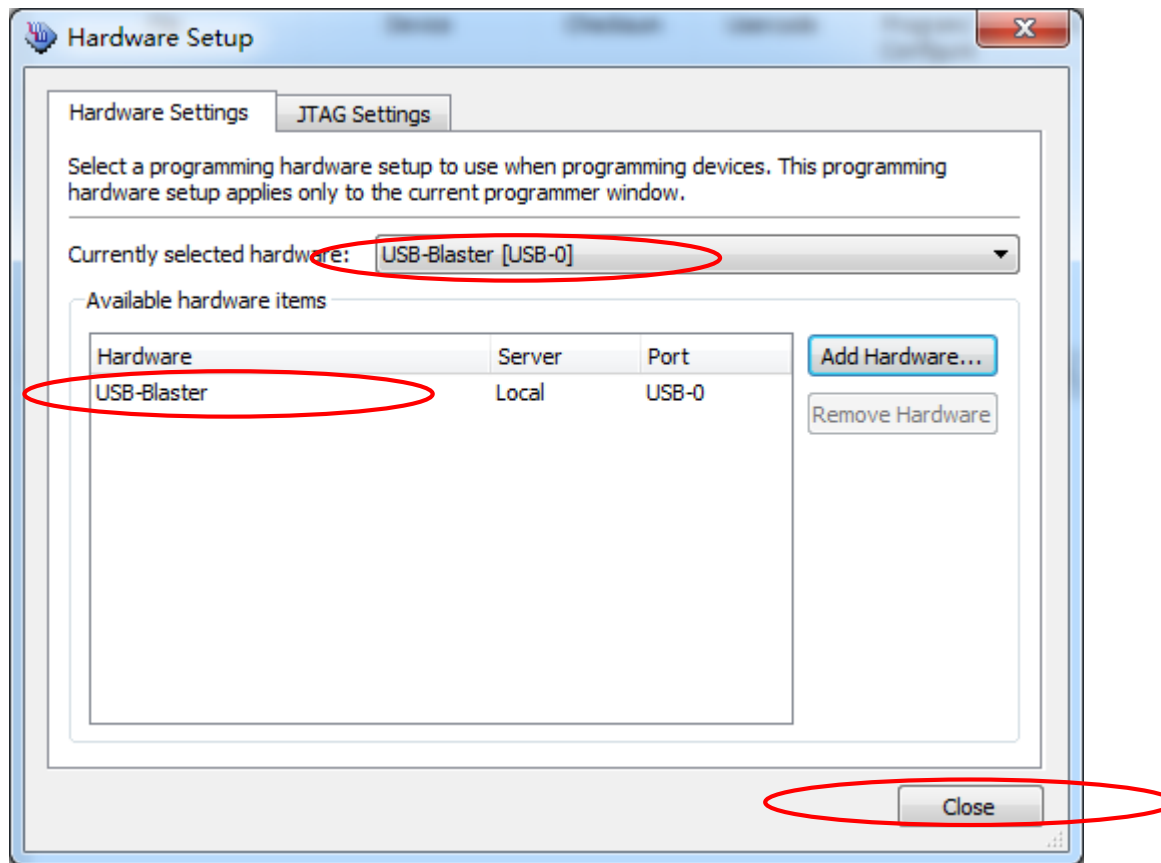 Hardware Setup
Hardware Settings
JTAG Settings
Select a programming hardware setup to use when programming devices. This programming
hardware setup applies only to the current programmer window.
Currently selected hardware: USB-Blaster [USB-0]
Available hardware items
Hardware Server Port
USB-Blaster Local USB-0
Add Hardware...
Remove Hardware
Close